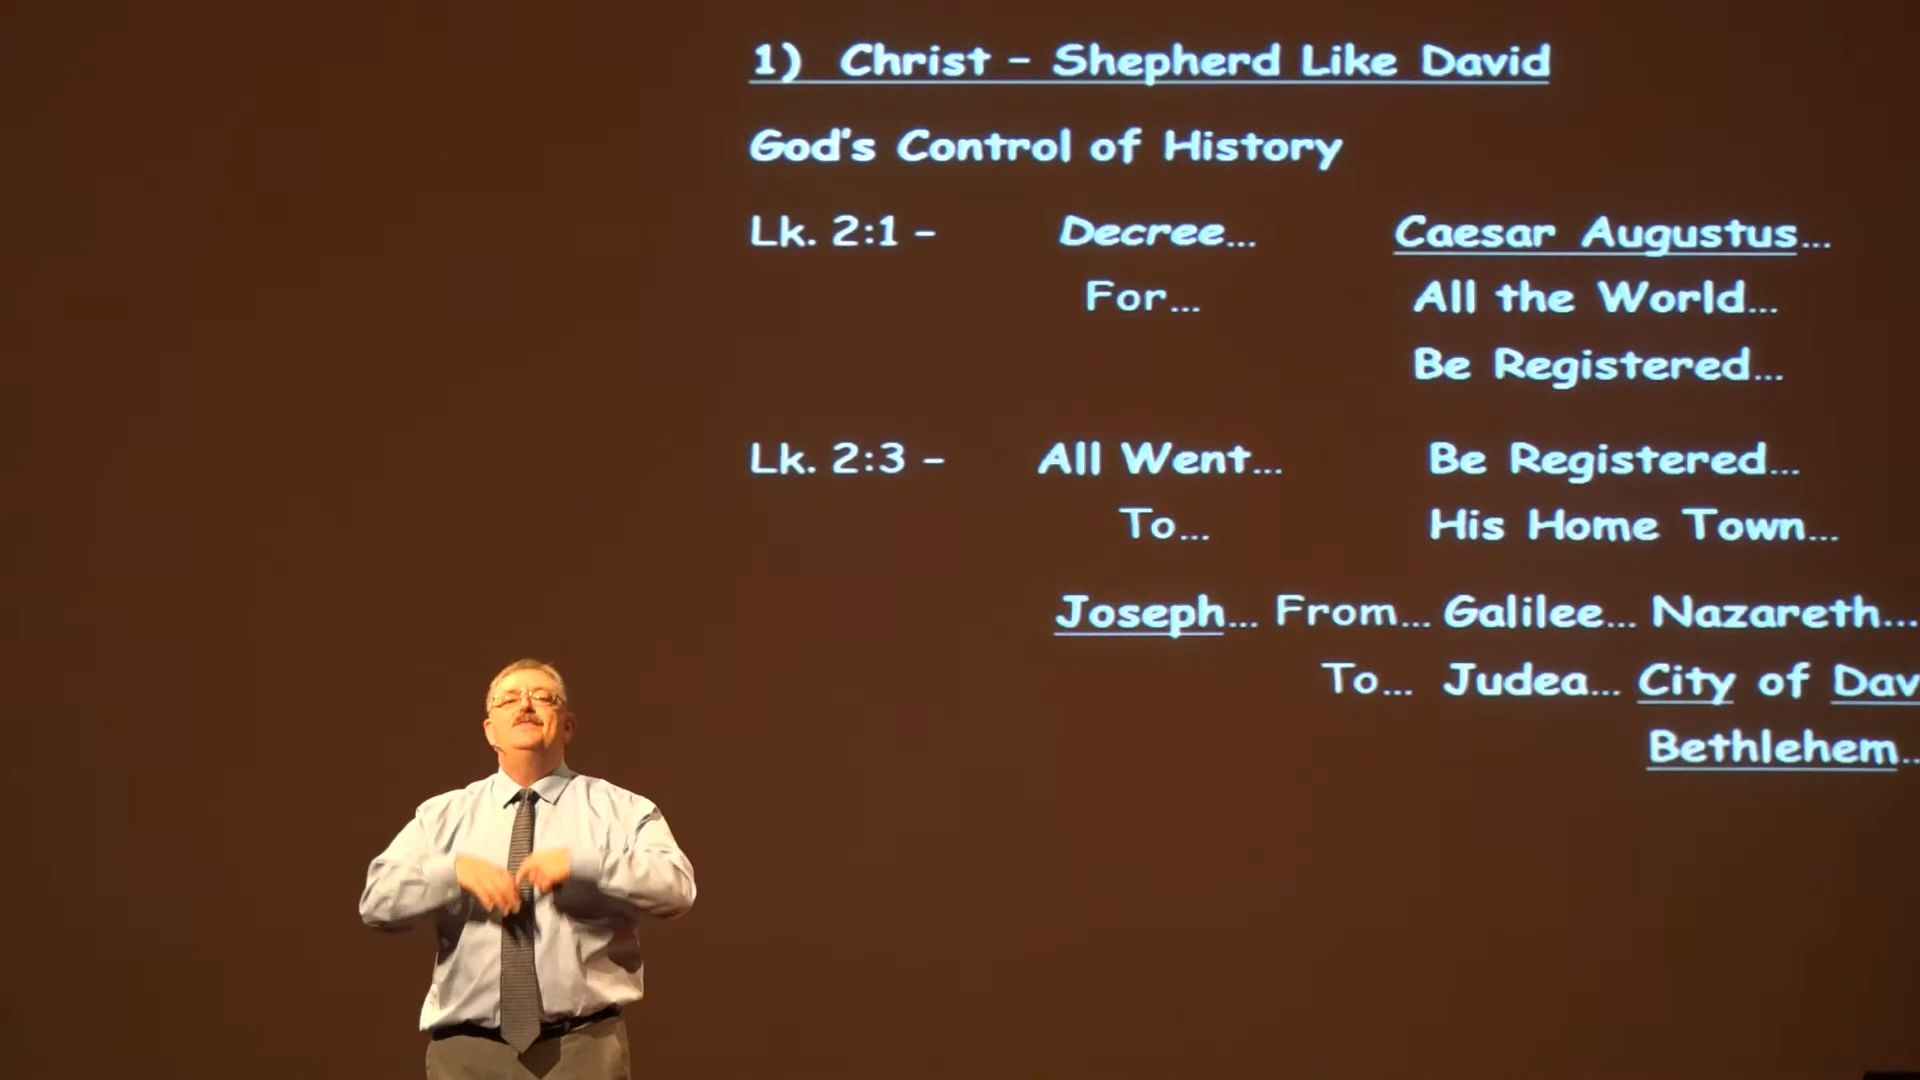 1) Christ – Shepherd Like David
God's Control of History
Lk. 2:1 – Decree... Caesar Augustus...
For... All the World...
Be Registered...
Lk. 2:3 – All Went... Be Registered...
To... His Home Town...
Joseph... From... Galilee... Nazareth...
To... Judea... City of Dav
Bethlehem..